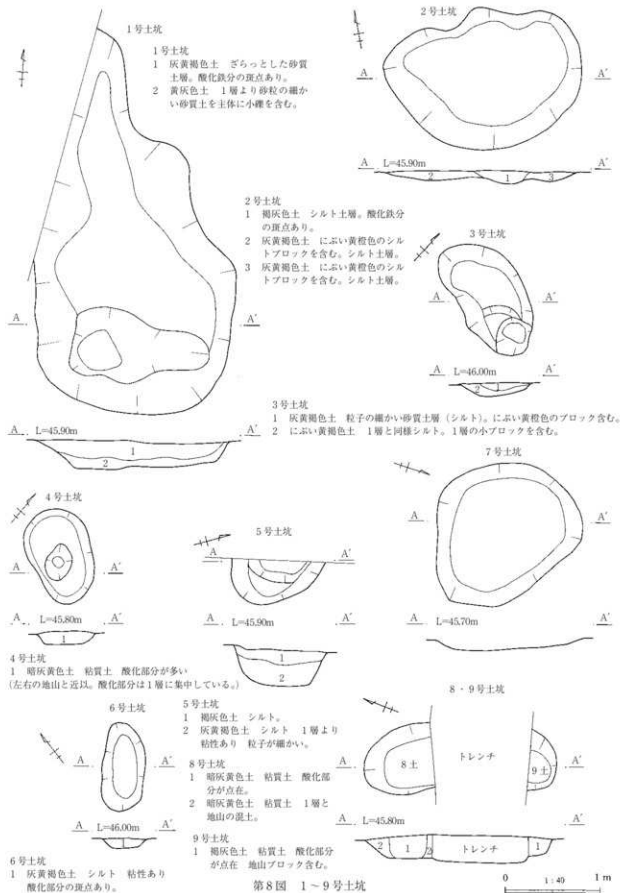 1号土坑
1号土坑
1 灰黄褐色土 ざらっとした砂質
土層。酸化鉄分の斑点あり。
2 黄灰色土 1層より砂粒の細か
い砂質土を主体に小礫を含む。
A A′
A L=45.90m A′
1
2
2号土坑
A A′
A L=45.90m A′
2 1 3
2号土坑
1 褐灰色土 シルト土層。酸化鉄分
の斑点あり。
2 灰黄褐色土 にぶい黄橙色のシル
トブロックを含む。シルト土層。
3 灰黄褐色土 にぶい黄橙色のシル
トブロックを含む。シルト土層。
3号土坑
A A′
A L=46.00m A′
2 1
3号土坑
1 灰黄褐色土 粒子の細かい砂質土層(シルト)。にぶい黄橙色のブロック含む。
2 にぶい黄褐色土 1層と同様シルト。1層の小ブロックを含む。
4号土坑
A A′
A L=45.80m A′
1
4号土坑
1 暗灰黄色土 粘質土 酸化部分が多い
(左右の地山と近以。酸化部分は1層に集中している。)
5号土坑
A A′
A L=45.90m A′
1
2
5号土坑
1 褐灰色土 シルト。
2 灰黄褐色土 シルト 1層より
粘性あり 粒子が細かい。
7号土坑
A A′
A L=45.70m A′
6号土坑
A A′
A L=46.00m A′
1
6号土坑
1 灰褐色土 シルト 粘性あり
酸化部分の斑点あり。
8号土坑
1 暗灰黄色土 粘質土 酸化部
分が点在。
2 暗灰黄色土 粘質土 1層と
地山の混土。
9号土坑
1 褐灰色土 粘質土 酸化部分
が点在 地山ブロック含む。
8・9号土坑
A 8土 トレンチ 9土 A′
A L=45.80m A′
2 1 2 トレンチ 1
0 1:40 1m
第8図 1~9号土坑